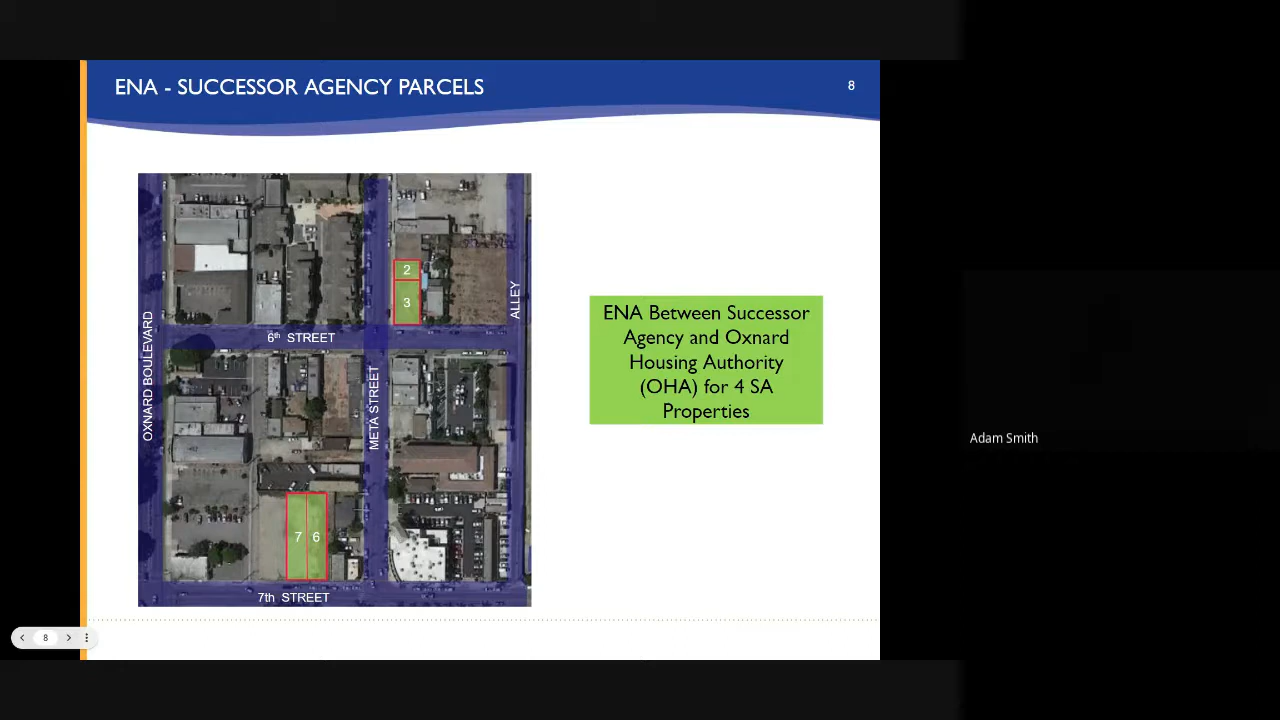 ENA - SUCCESSOR AGENCY PARCELS
8
2
3
ALLEY
OXNARD BOULEVARD
6th STREET
META STREET
7 6
7th STREET
ENA Between Successor
Agency and Oxnard
Housing Authority
(OHA) for 4 SA
Properties
Adam Smith
8